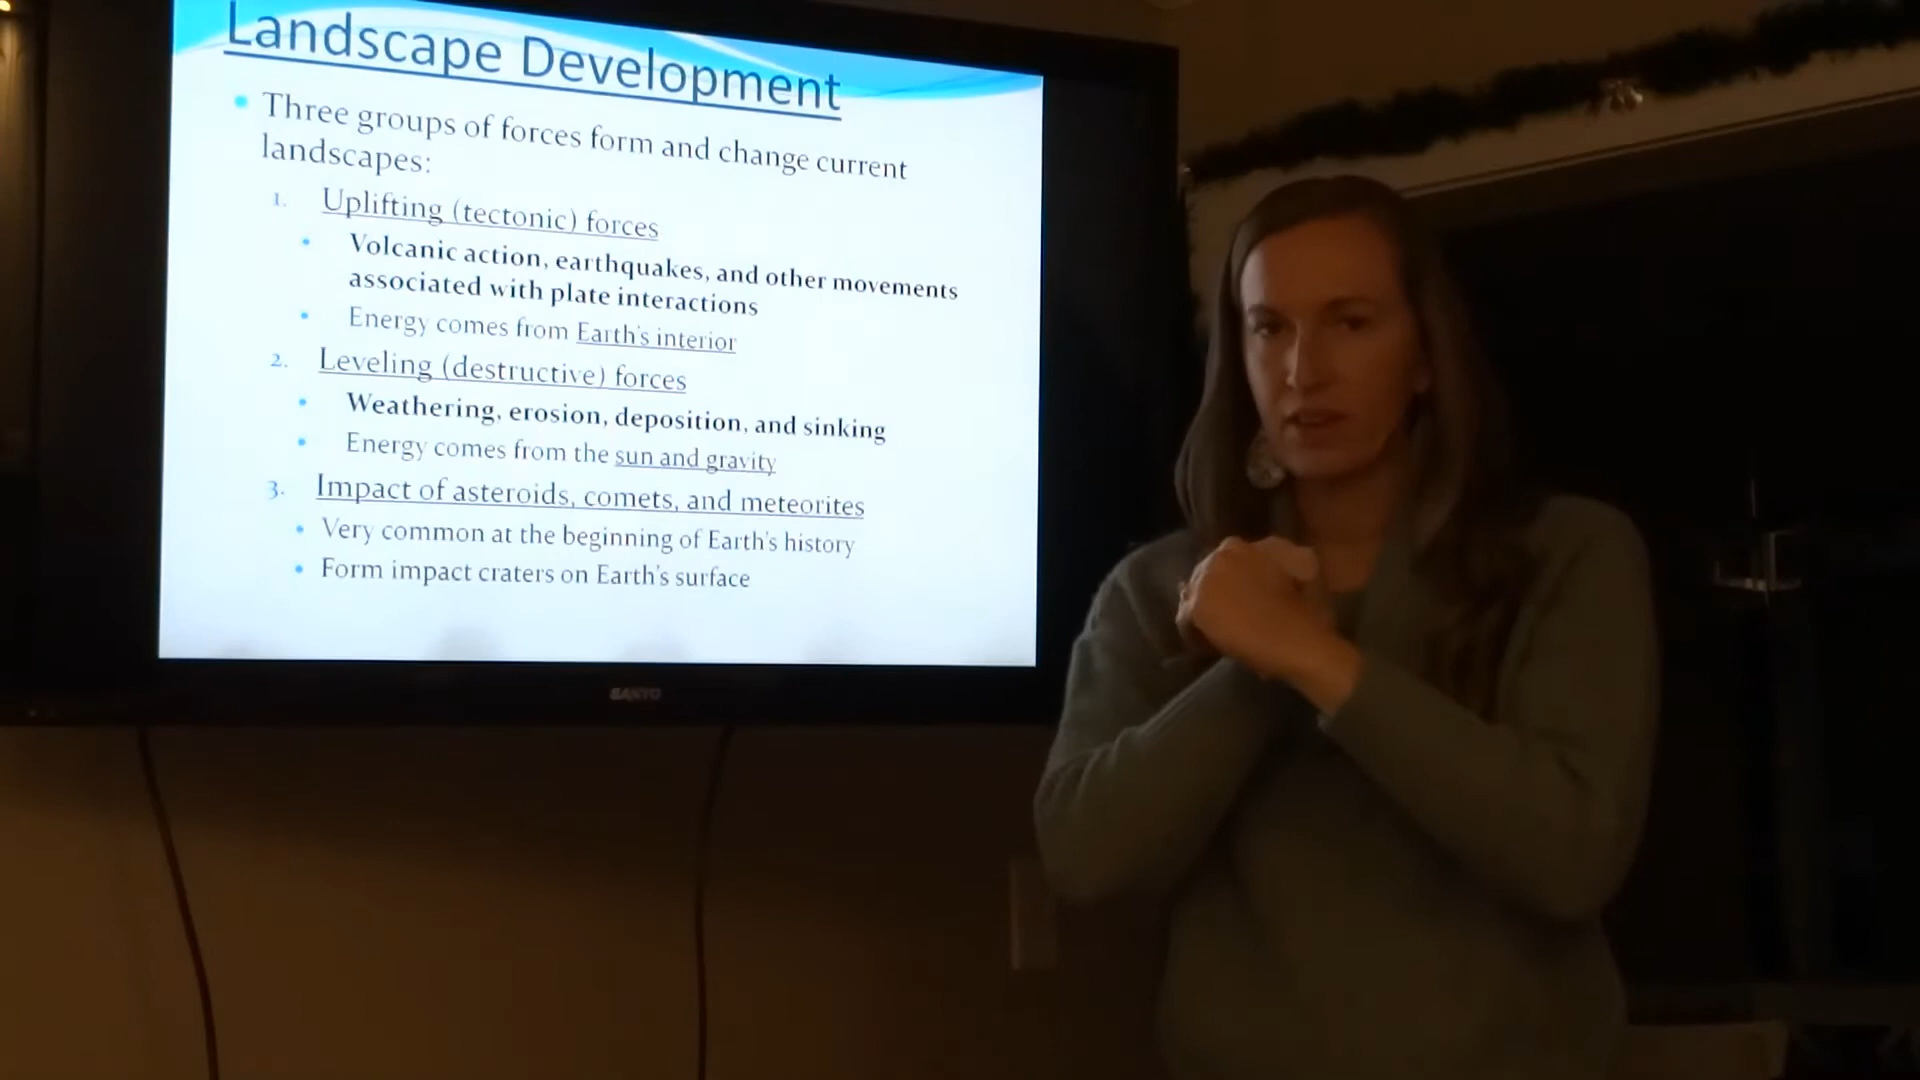 Landscape Development
• Three groups of forces form and change current
landscapes:
1. Uplifting (tectonic) forces
• Volcanic action, earthquakes, and other movements
associated with plate interactions
• Energy comes from Earth's interior
2. Leveling (destructive) forces
• Weathering, erosion, deposition, and sinking
• Energy comes from the sun and gravity
3. Impact of asteroids, comets, and meteorites
• Very common at the beginning of Earth's history
• Form impact craters on Earth's surface
SANYO